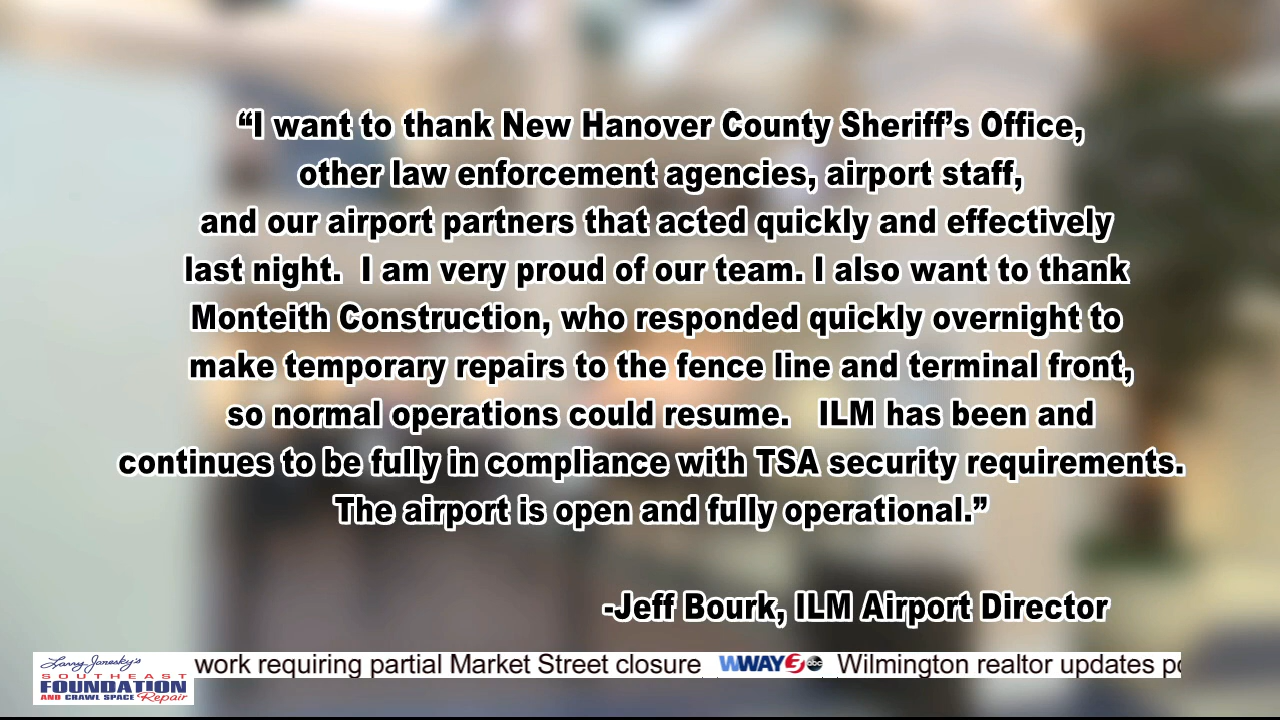 “I want to thank New Hanover County Sheriff’s Office,
other law enforcement agencies, airport staff,
and our airport partners that acted quickly and effectively
last night.  I am very proud of our team. I also want to thank
Monteith Construction, who responded quickly overnight to
make temporary repairs to the fence line and terminal front,
so normal operations could resume.   ILM has been and
continues to be fully in compliance with TSA security requirements.
The airport is open and fully operational.”
-Jeff Bourk, ILM Airport Director
Larry Janesky's
SOUTHEAST
FOUNDATION
AND CRAWL SPACE Repair
work requiring partial Market Street closure WWAY3 abc Wilmington realtor updates